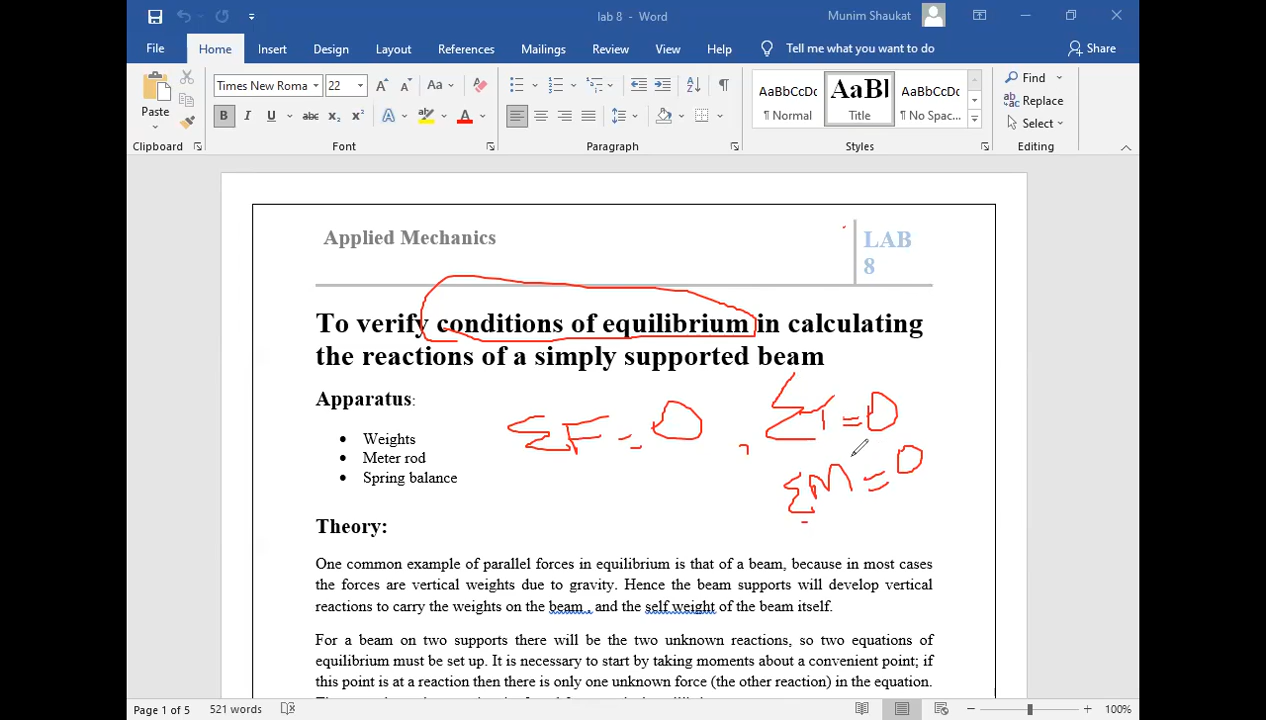 lab 8 - Word
Munim Shaukat
File Home Insert Design Layout References Mailings Review View Help Tell me what you want to do Share
Paste
Times New Roma 22 A A Aa A
B I U abc x₂ x² A ab A
AaBbCcDc AaBl AaBbCcDc
¶ Normal Title ¶ No Spac...
Find
Replace
Select
Clipboard Font Paragraph Styles Editing
Applied Mechanics
LAB
8
To verify conditions of equilibrium in calculating
the reactions of a simply supported beam
Apparatus:
ΣF = 0 ,
• Weights
• Meter rod
• Spring balance
ΣM = 0
Theory:
One common example of parallel forces in equilibrium is that of a beam, because in most cases
the forces are vertical weights due to gravity. Hence the beam supports will develop vertical
reactions to carry the weights on the beam , and the self weight of the beam itself.
For a beam on two supports there will be the two unknown reactions, so two equations of
equilibrium must be set up. It is necessary to start by taking moments about a convenient point; if
this point is at a reaction then there is only one unknown force (the other reaction) in the equation.
Page 1 of 5 521 words 100%